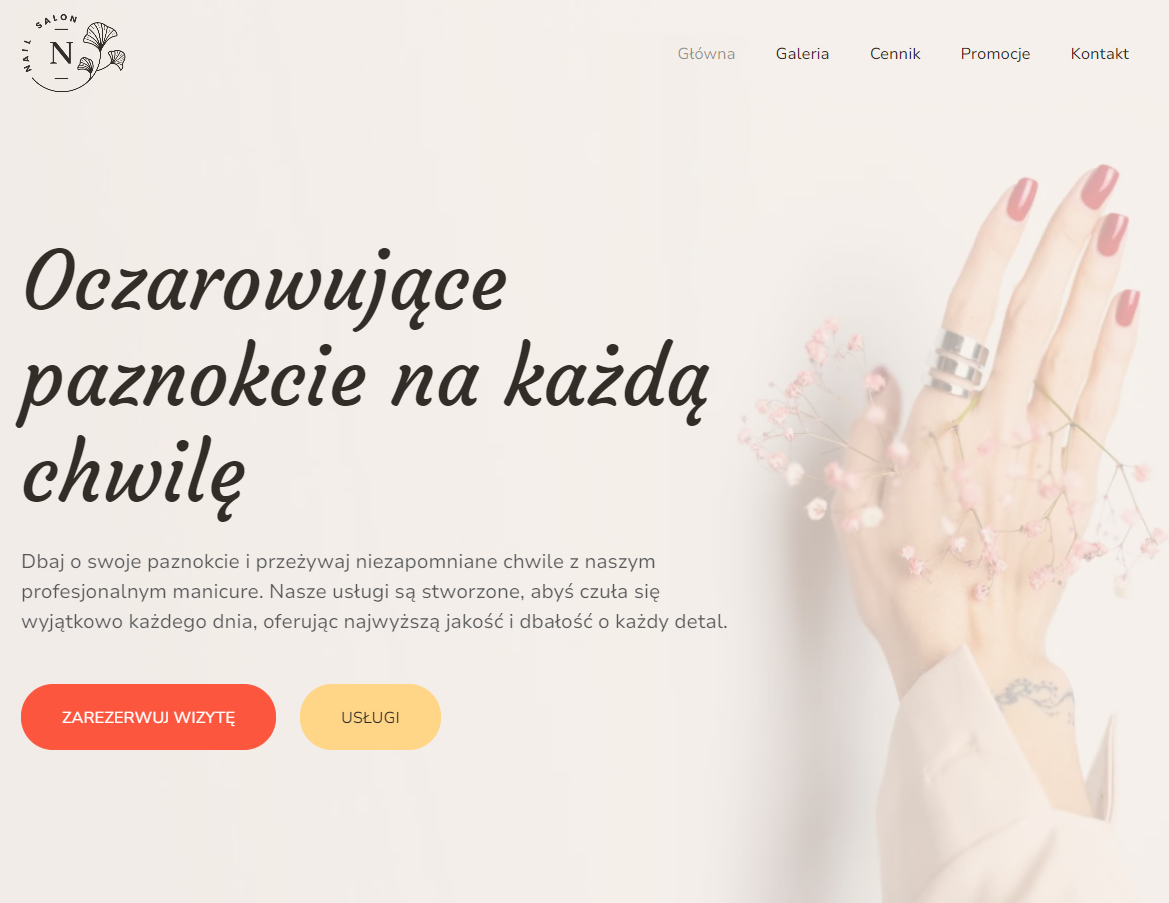 NAIL SALON
N
Główna Galeria Cennik Promocje Kontakt
Oczarowujące
paznokcie na każdą
chwilę
Dbaj o swoje paznokcie i przeżywaj niezapomniane chwile z naszym
profesjonalnym manicure. Nasze usługi są stworzone, abyś czuła się
wyjątkowo każdego dnia, oferując najwyższą jakość i dbałość o każdy detal.
ZAREZERWUJ WIZYTĘ USŁUGI